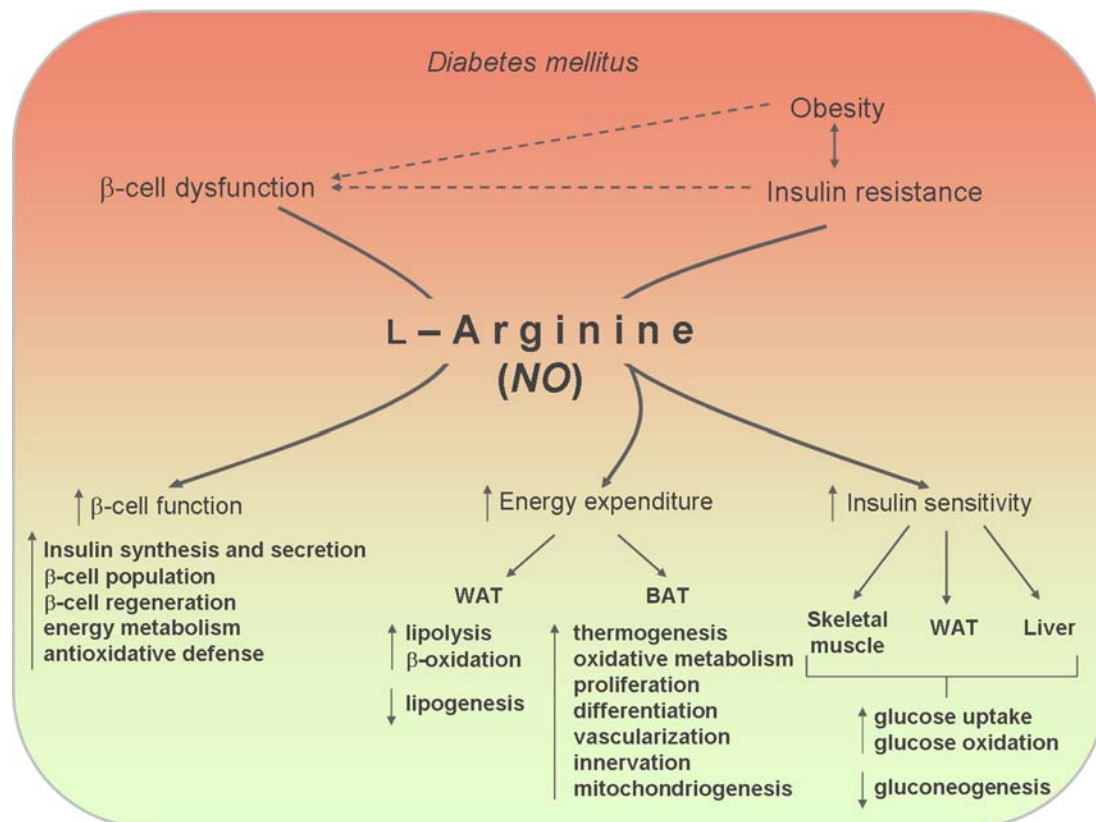 Diabetes mellitus
Obesity
β-cell dysfunction
Insulin resistance
L – Arginine
(NO)
↑ β-cell function
↑ Insulin synthesis and secretion
β-cell population
β-cell regeneration
energy metabolism
antioxidative defense
↑ Energy expenditure
WAT
↑ lipolysis
β-oxidation
↓ lipogenesis
BAT
↑ thermogenesis
oxidative metabolism
proliferation
differentiation
vascularization
innervation
mitochondriogenesis
↑ Insulin sensitivity
Skeletal
muscle
WAT
Liver
↑ glucose uptake
glucose oxidation
↓ gluconeogenesis